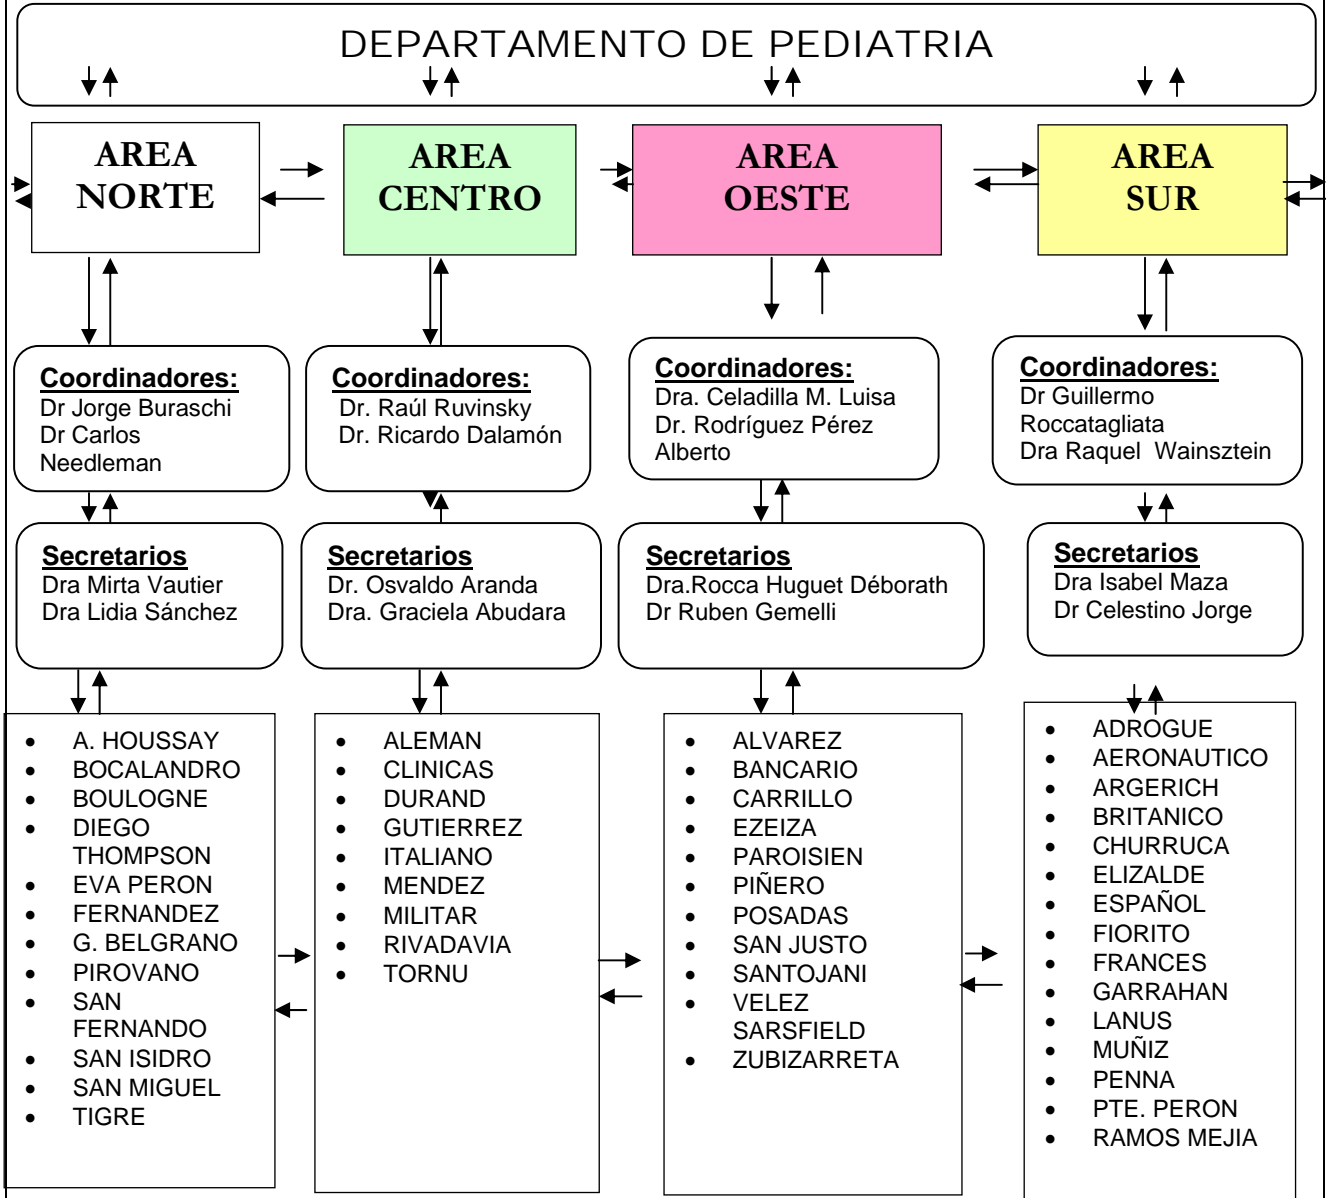 DEPARTAMENTO DE PEDIATRIA
AREA
NORTE
AREA
CENTRO
AREA
OESTE
AREA
SUR
Coordinadores:
Dr Jorge Buraschi
Dr Carlos
Needleman
Coordinadores:
Dr. Raúl Ruvinsky
Dr. Ricardo Dalamón
Coordinadores:
Dra. Celadilla M. Luisa
Dr. Rodríguez Pérez
Alberto
Coordinadores:
Dr Guillermo
Roccatagliata
Dra Raquel  Wainsztein
Secretarios
Dra Mirta Vautier
Dra Lidia Sánchez
Secretarios
Dr. Osvaldo Aranda
Dra. Graciela Abudara
Secretarios
Dra.Rocca Huguet Déborath
Dr Ruben Gemelli
Secretarios
Dra Isabel Maza
Dr Celestino Jorge
• A. HOUSSAY
• BOCALANDRO
• BOULOGNE
• DIEGO
THOMPSON
• EVA PERON
• FERNANDEZ
• G. BELGRANO
• PIROVANO
• SAN
FERNANDO
• SAN ISIDRO
• SAN MIGUEL
• TIGRE
• ALEMAN
• CLINICAS
• DURAND
• GUTIERREZ
• ITALIANO
• MENDEZ
• MILITAR
• RIVADAVIA
• TORNU
• ALVAREZ
• BANCARIO
• CARRILLO
• EZEIZA
• PAROISIEN
• PIÑERO
• POSADAS
• SAN JUSTO
• SANTOJANI
• VELEZ
SARSFIELD
• ZUBIZARRETA
• ADROGUE
• AERONAUTICO
• ARGERICH
• BRITANICO
• CHURRUCA
• ELIZALDE
• ESPAÑOL
• FIORITO
• FRANCES
• GARRAHAN
• LANUS
• MUÑIZ
• PENNA
• PTE. PERON
• RAMOS MEJIA